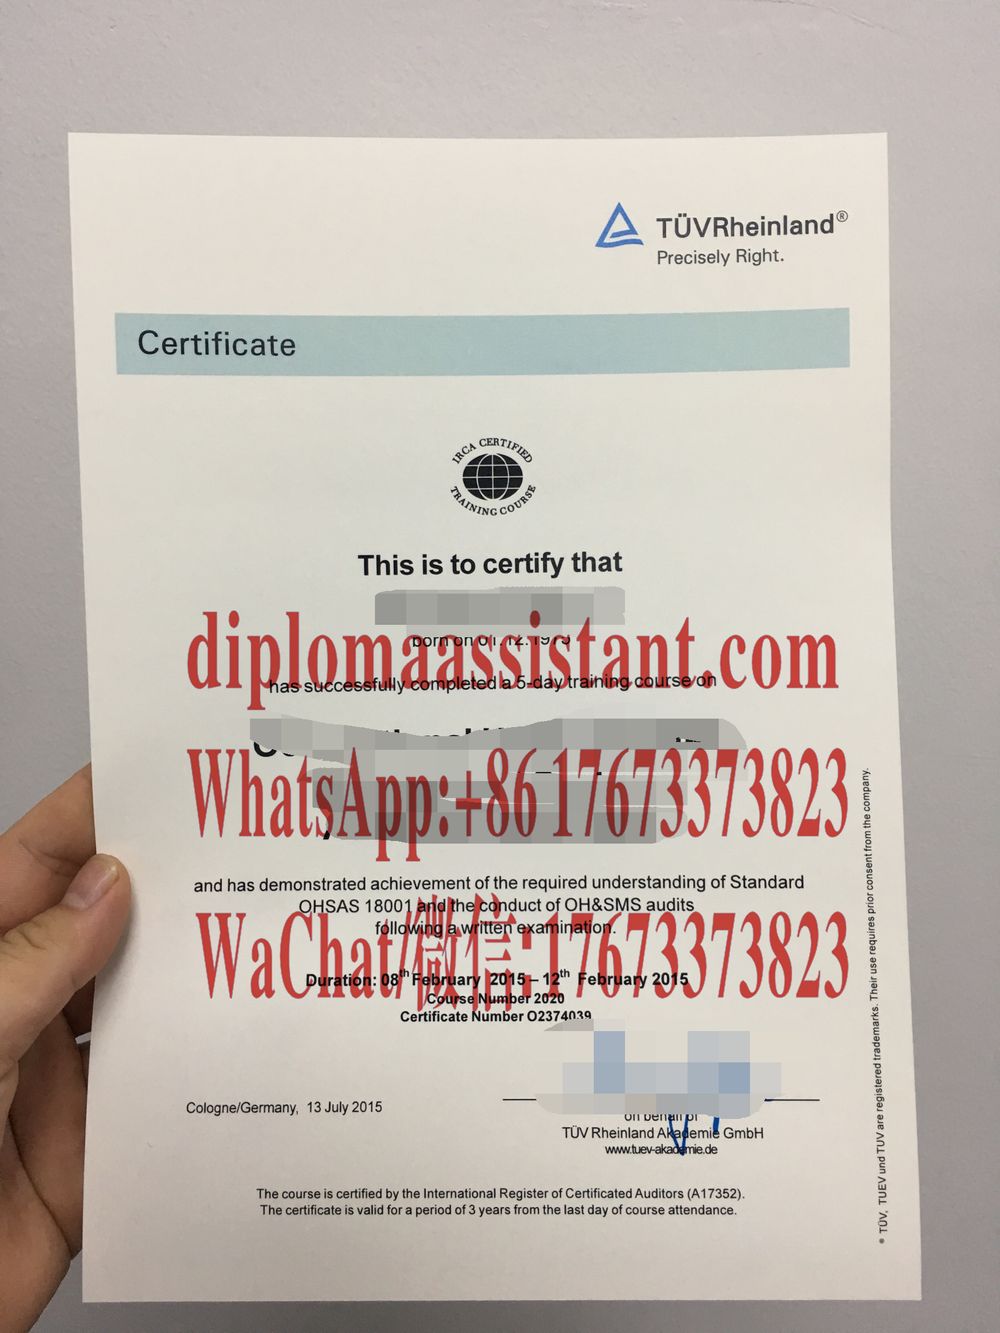 TÜVRheinland®
Precisely Right.
Certificate
IRCA CERTIFIED
TRAINING COURSE
This is to certify that
born on 01.12.1975
diplomaassistant.com
has successfully completed a 5-day training course on
WhatsApp:+86 17673373823
and has demonstrated achievement of the required understanding of Standard
OHSAS 18001 and the conduct of OH&SMS audits
following a written examination.
WaChat/微信:17673373823
Duration: 08th February 2015 – 12th February 2015
Course Number 2020
Certificate Number O2374039
Cologne/Germany, 13 July 2015
on behalf of
TÜV Rheinland Akademie GmbH
www.tuev-akademie.de
The course is certified by the International Register of Certificated Auditors (A17352).
The certificate is valid for a period of 3 years from the last day of course attendance.
® TÜV, TUEV und TUV are registered trademarks. Their use requires prior consent from the company.